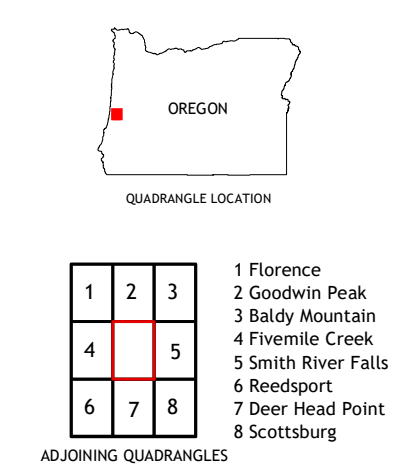 OREGON
QUADRANGLE LOCATION
1 2 3
4 5
6 7 8
ADJOINING QUADRANGLES
1 Florence
2 Goodwin Peak
3 Baldy Mountain
4 Fivemile Creek
5 Smith River Falls
6 Reedsport
7 Deer Head Point
8 Scottsburg